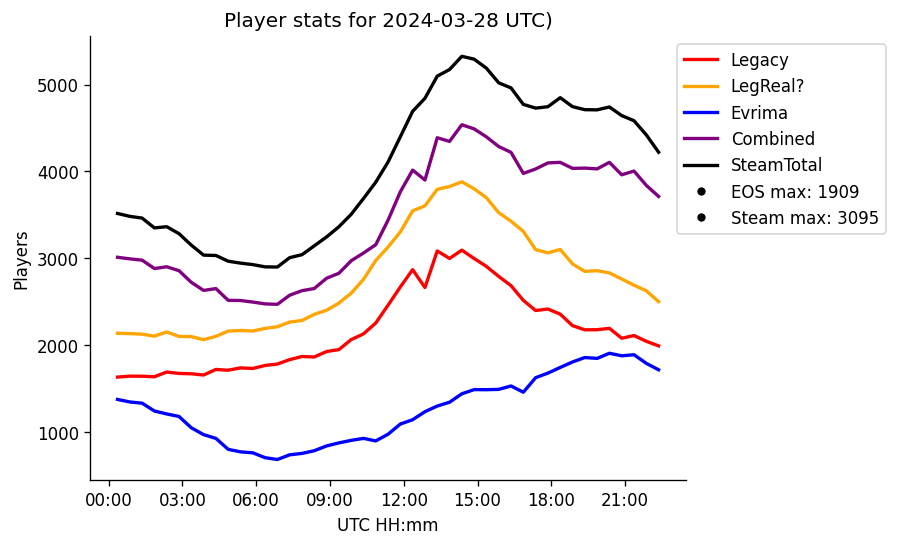 Player stats for 2024-03-28 UTC)
Legacy
LegReal?
Evrima
Combined
SteamTotal
EOS max: 1909
Steam max: 3095
Players
5000
4000
3000
2000
1000
00:00 03:00 06:00 09:00 12:00 15:00 18:00 21:00
UTC HH:mm